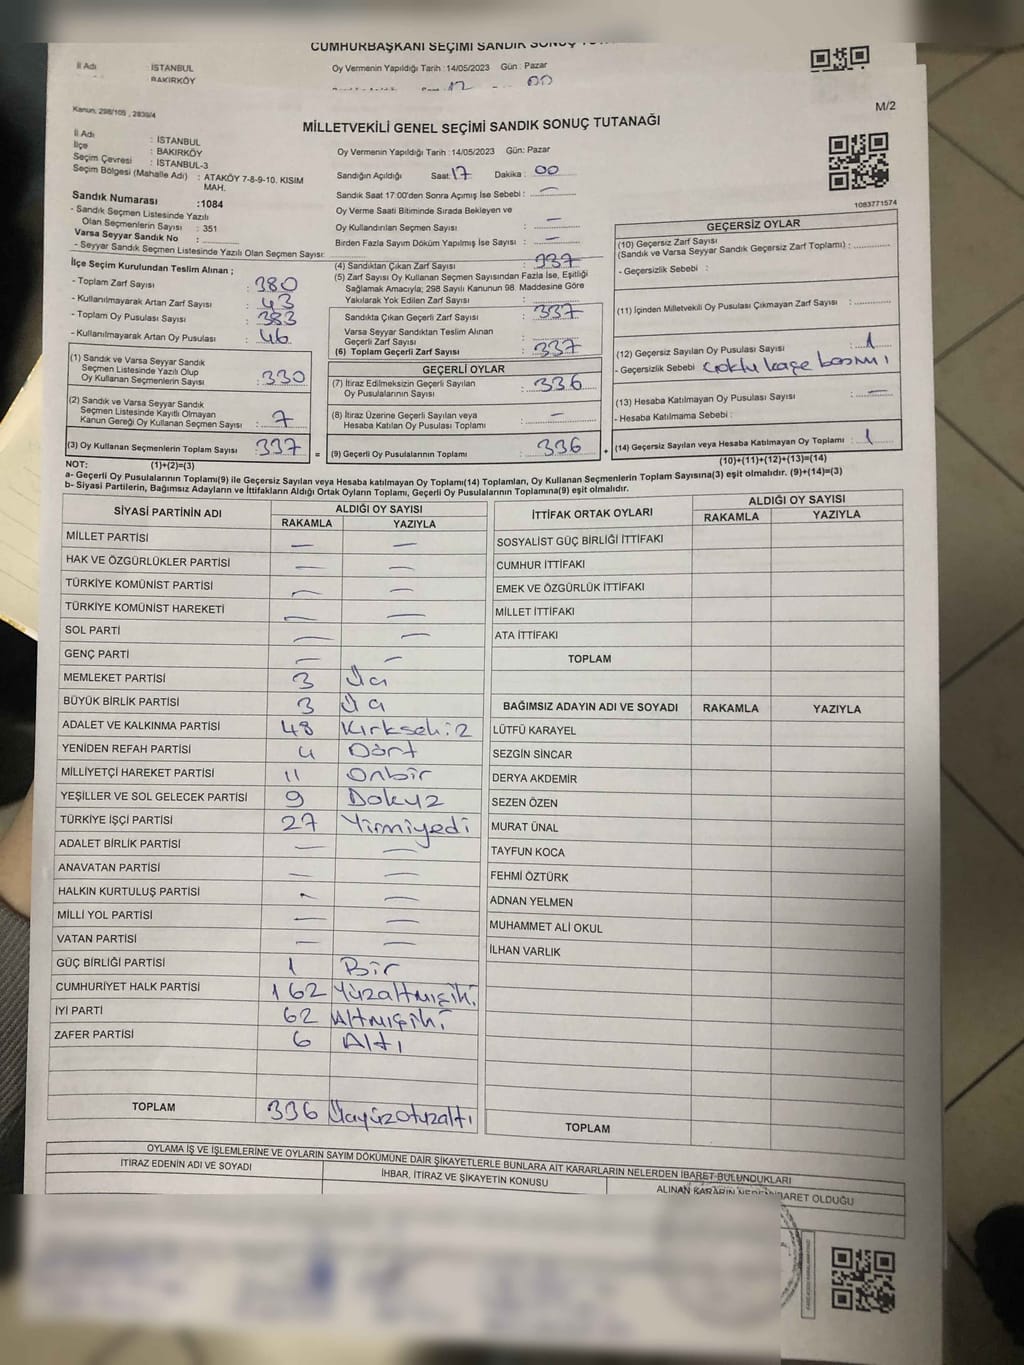 CUMHURBAŞKANI SEÇİMİ SANDIK SONUÇ
İl Adı İSTANBUL
BAKIRKÖY
Oy Vermenin Yapıldığı Tarih : 14/05/2023 Gün : Pazar
17 00
Kanun: 298/105 , 2839/4
M/2
MİLLETVEKİLİ GENEL SEÇİMİ SANDIK SONUÇ TUTANAĞI
İl Adı : İSTANBUL
İlçe : BAKIRKÖY
Seçim Çevresi : İSTANBUL-3
Seçim Bölgesi (Mahalle Adı) : ATAKÖY 7-8-9-10. KISIM
MAH.
Sandık Numarası :1084
- Sandık Seçmen Listesinde Yazılı
Olan Seçmenlerin Sayısı : 351
Varsa Seyyar Sandık No :
- Seyyar Sandık Seçmen Listesinde Yazılı Olan Seçmen Sayısı:
Oy Vermenin Yapıldığı Tarih : 14/05/2023 Gün: Pazar
Sandığın Açıldığı Saat: 17 Dakika : 00
Sandık Saat 17:00'den Sonra Açımış İse Sebebi : —
Oy Verme Saati Bitiminde Sırada Bekleyen ve
Oy Kullandırılan Seçmen Sayısı : —
Birden Fazla Sayım Döküm Yapılmış İse Sayısı : —
1083771574
İlçe Seçim Kurulundan Teslim Alınan ;
- Toplam Zarf Sayısı : 380
- Kullanılmayarak Artan Zarf Sayısı : 43
- Toplam Oy Pusulası Sayısı : 383
- Kullanılmayarak Artan Oy Pusulası : 46
(1) Sandık ve Varsa Seyyar Sandık
Seçmen Listesinde Yazılı Olup
Oy Kullanan Seçmenlerin Sayısı : 330
(2) Sandık ve Varsa Seyyar Sandık
Seçmen Listesinde Kayıtlı Olmayan
Kanun Gereği Oy Kullanan Seçmen Sayısı : 7
(3) Oy Kullanan Seçmenlerin Toplam Sayısı : 337
(1)+(2)=(3)
(4) Sandıktan Çıkan Zarf Sayısı : 337
(5) Zarf Sayısı Oy Kullanan Seçmen Sayısından Fazla İse, Eşitliği
Sağlamak Amacıyla; 298 Sayılı Kanunun 98. Maddesine Göre
Yakılarak Yok Edilen Zarf Sayısı :
Sandıkta Çıkan Geçerli Zarf Sayısı : 337
Varsa Seyyar Sandıktan Teslim Alınan
Geçerli Zarf Sayısı :
(6) Toplam Geçerli Zarf Sayısı : 337
GEÇERLİ OYLAR
(7) İtiraz Edilmeksizin Geçerli Sayılan
Oy Pusulalarının Sayısı : 336
(8) İtiraz Üzerine Geçerli Sayılan veya
Hesaba Katılan Oy Pusulası Toplamı : —
= (9) Geçerli Oy Pusulalarının Toplamı : 336
GEÇERSİZ OYLAR
(10) Geçersiz Zarf Sayısı
(Sandık ve Varsa Seyyar Sandık Geçersiz Zarf Toplamı) :
- Geçersizlik Sebebi :
(11) İçinden Milletvekili Oy Pusulası Çıkmayan Zarf Sayısı :
(12) Geçersiz Sayılan Oy Pusulası Sayısı : 1
- Geçersizlik Sebebi :
(13) Hesaba Katılmayan Oy Pusulası Sayısı : —
- Hesaba Katılmama Sebebi :
+ (14) Geçersiz Sayılan veya Hesaba Katılmayan Oy Toplamı : 1
(10)+(11)+(12)+(13)=(14)
NOT:
a- Geçerli Oy Pusulalarının Toplamı(9) ile Geçersiz Sayılan veya Hesaba katılmayan Oy Toplamı(14) Toplamları, Oy Kullanan Seçmenlerin Toplam Sayısına(3) eşit olmalıdır. (9)+(14)=(3)
b- Siyasi Partilerin, Bağımsız Adayların ve İttifakların Aldığı Ortak Oyların Toplamı, Geçerli Oy Pusulalarının Toplamına(9) eşit olmalıdır.
SİYASİ PARTİNİN ADI ALDIĞI OY SAYISI
RAKAMLA YAZIYLA
MİLLET PARTİSİ — —
HAK VE ÖZGÜRLÜKLER PARTİSİ — —
TÜRKİYE KOMÜNİST PARTİSİ — —
TÜRKİYE KOMÜNİST HAREKETİ — —
SOL PARTİ — —
GENÇ PARTİ — —
MEMLEKET PARTİSİ 3 Üç
BÜYÜK BİRLİK PARTİSİ 3 Üç
ADALET VE KALKINMA PARTİSİ 48 Kırksekiz
YENİDEN REFAH PARTİSİ 4 Dört
MİLLİYETÇİ HAREKET PARTİSİ 11 Onbir
YEŞİLLER VE SOL GELECEK PARTİSİ 9 Dokuz
TÜRKİYE İŞÇİ PARTİSİ 27 Yirmiyedi
ADALET BİRLİK PARTİSİ — —
ANAVATAN PARTİSİ — —
HALKIN KURTULUŞ PARTİSİ — —
MİLLİ YOL PARTİSİ — —
VATAN PARTİSİ — —
GÜÇ BİRLİĞİ PARTİSİ 1 Bir
CUMHURİYET HALK PARTİSİ 162 Yüzaltmışiki
İYİ PARTİ 62 Altmışiki
ZAFER PARTİSİ 6 Altı
TOPLAM 336 Üçyüzotuzaltı
İTTİFAK ORTAK OYLARI ALDIĞI OY SAYISI
RAKAMLA YAZIYLA
SOSYALİST GÜÇ BİRLİĞİ İTTİFAKI
CUMHUR İTTİFAKI
EMEK VE ÖZGÜRLÜK İTTİFAKI
MİLLET İTTİFAKI
ATA İTTİFAKI
TOPLAM
BAĞIMSIZ ADAYIN ADI VE SOYADI RAKAMLA YAZIYLA
LÜTFÜ KARAYEL
SEZGİN SİNCAR
DERYA AKDEMİR
SEZEN ÖZEN
MURAT ÜNAL
TAYFUN KOCA
FEHMİ ÖZTÜRK
ADNAN YELMEN
MUHAMMET ALİ OKUL
İLHAN VARLIK
TOPLAM
OYLAMA İŞ VE İŞLEMLERİNE VE OYLARIN SAYIM DÖKÜMÜNE DAİR ŞİKAYETLERLE BUNLARA AİT KARARLARIN NELERDEN İBARET BULUNDUKLARI
İTİRAZ EDENİN ADI VE SOYADI İHBAR, İTİRAZ VE ŞİKAYETİN KONUSU ALINAN KARARIN NEDEN İBARET OLDUĞU